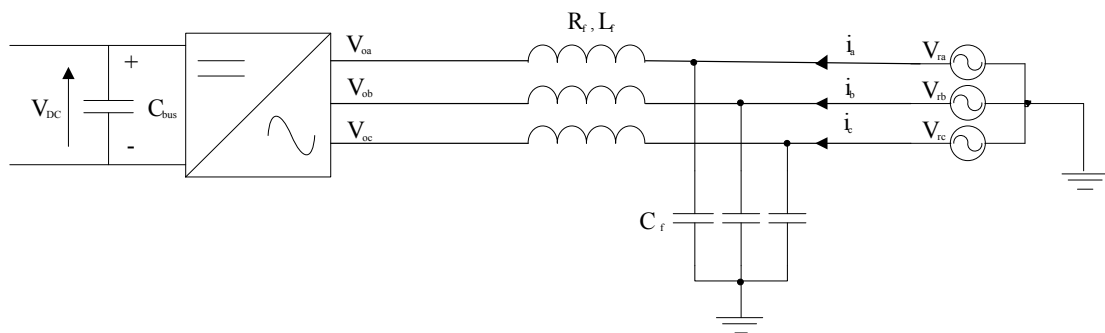 R_f , L_f
V_oa
i_a
V_ra
+
V_DC
C_bus
V_ob
i_b
V_rb
-
V_oc
i_c
V_rc
C_f